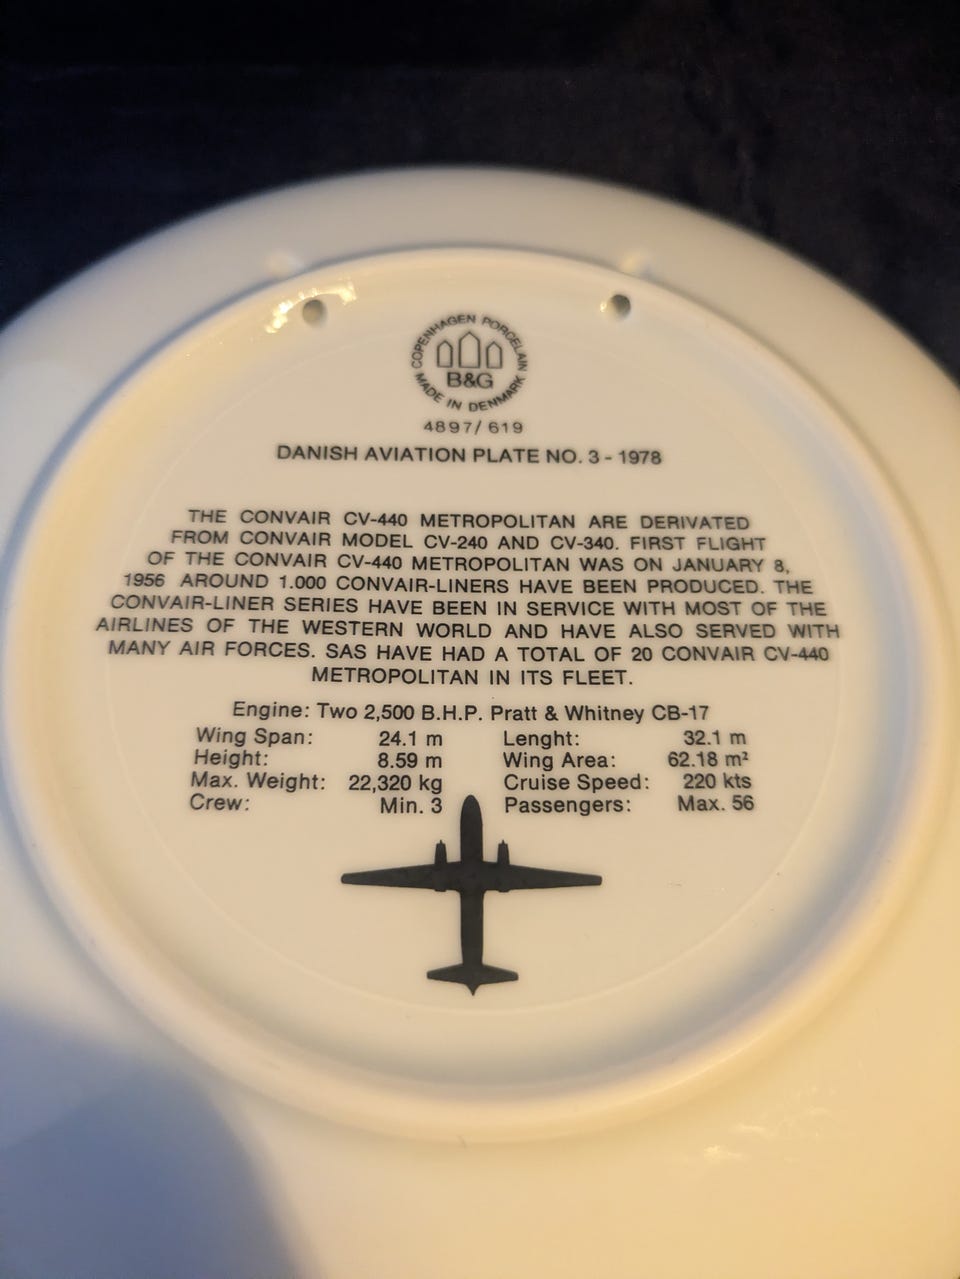 COPENHAGEN PORCELAIN
B&G
MADE IN DENMARK
4897/619
DANISH AVIATION PLATE NO. 3 - 1978
THE CONVAIR CV-440 METROPOLITAN ARE DERIVATED
FROM CONVAIR MODEL CV-240 AND CV-340. FIRST FLIGHT
OF THE CONVAIR CV-440 METROPOLITAN WAS ON JANUARY 8,
1956 AROUND 1.000 CONVAIR-LINERS HAVE BEEN PRODUCED. THE
CONVAIR-LINER SERIES HAVE BEEN IN SERVICE WITH MOST OF THE
AIRLINES OF THE WESTERN WORLD AND HAVE ALSO SERVED WITH
MANY AIR FORCES. SAS HAVE HAD A TOTAL OF 20 CONVAIR CV-440
METROPOLITAN IN ITS FLEET.
Engine: Two 2,500 B.H.P. Pratt & Whitney CB-17
Wing Span: 24.1 m Lenght: 32.1 m
Height: 8.59 m Wing Area: 62.18 m²
Max. Weight: 22,320 kg Cruise Speed: 220 kts
Crew: Min. 3 Passengers: Max. 56